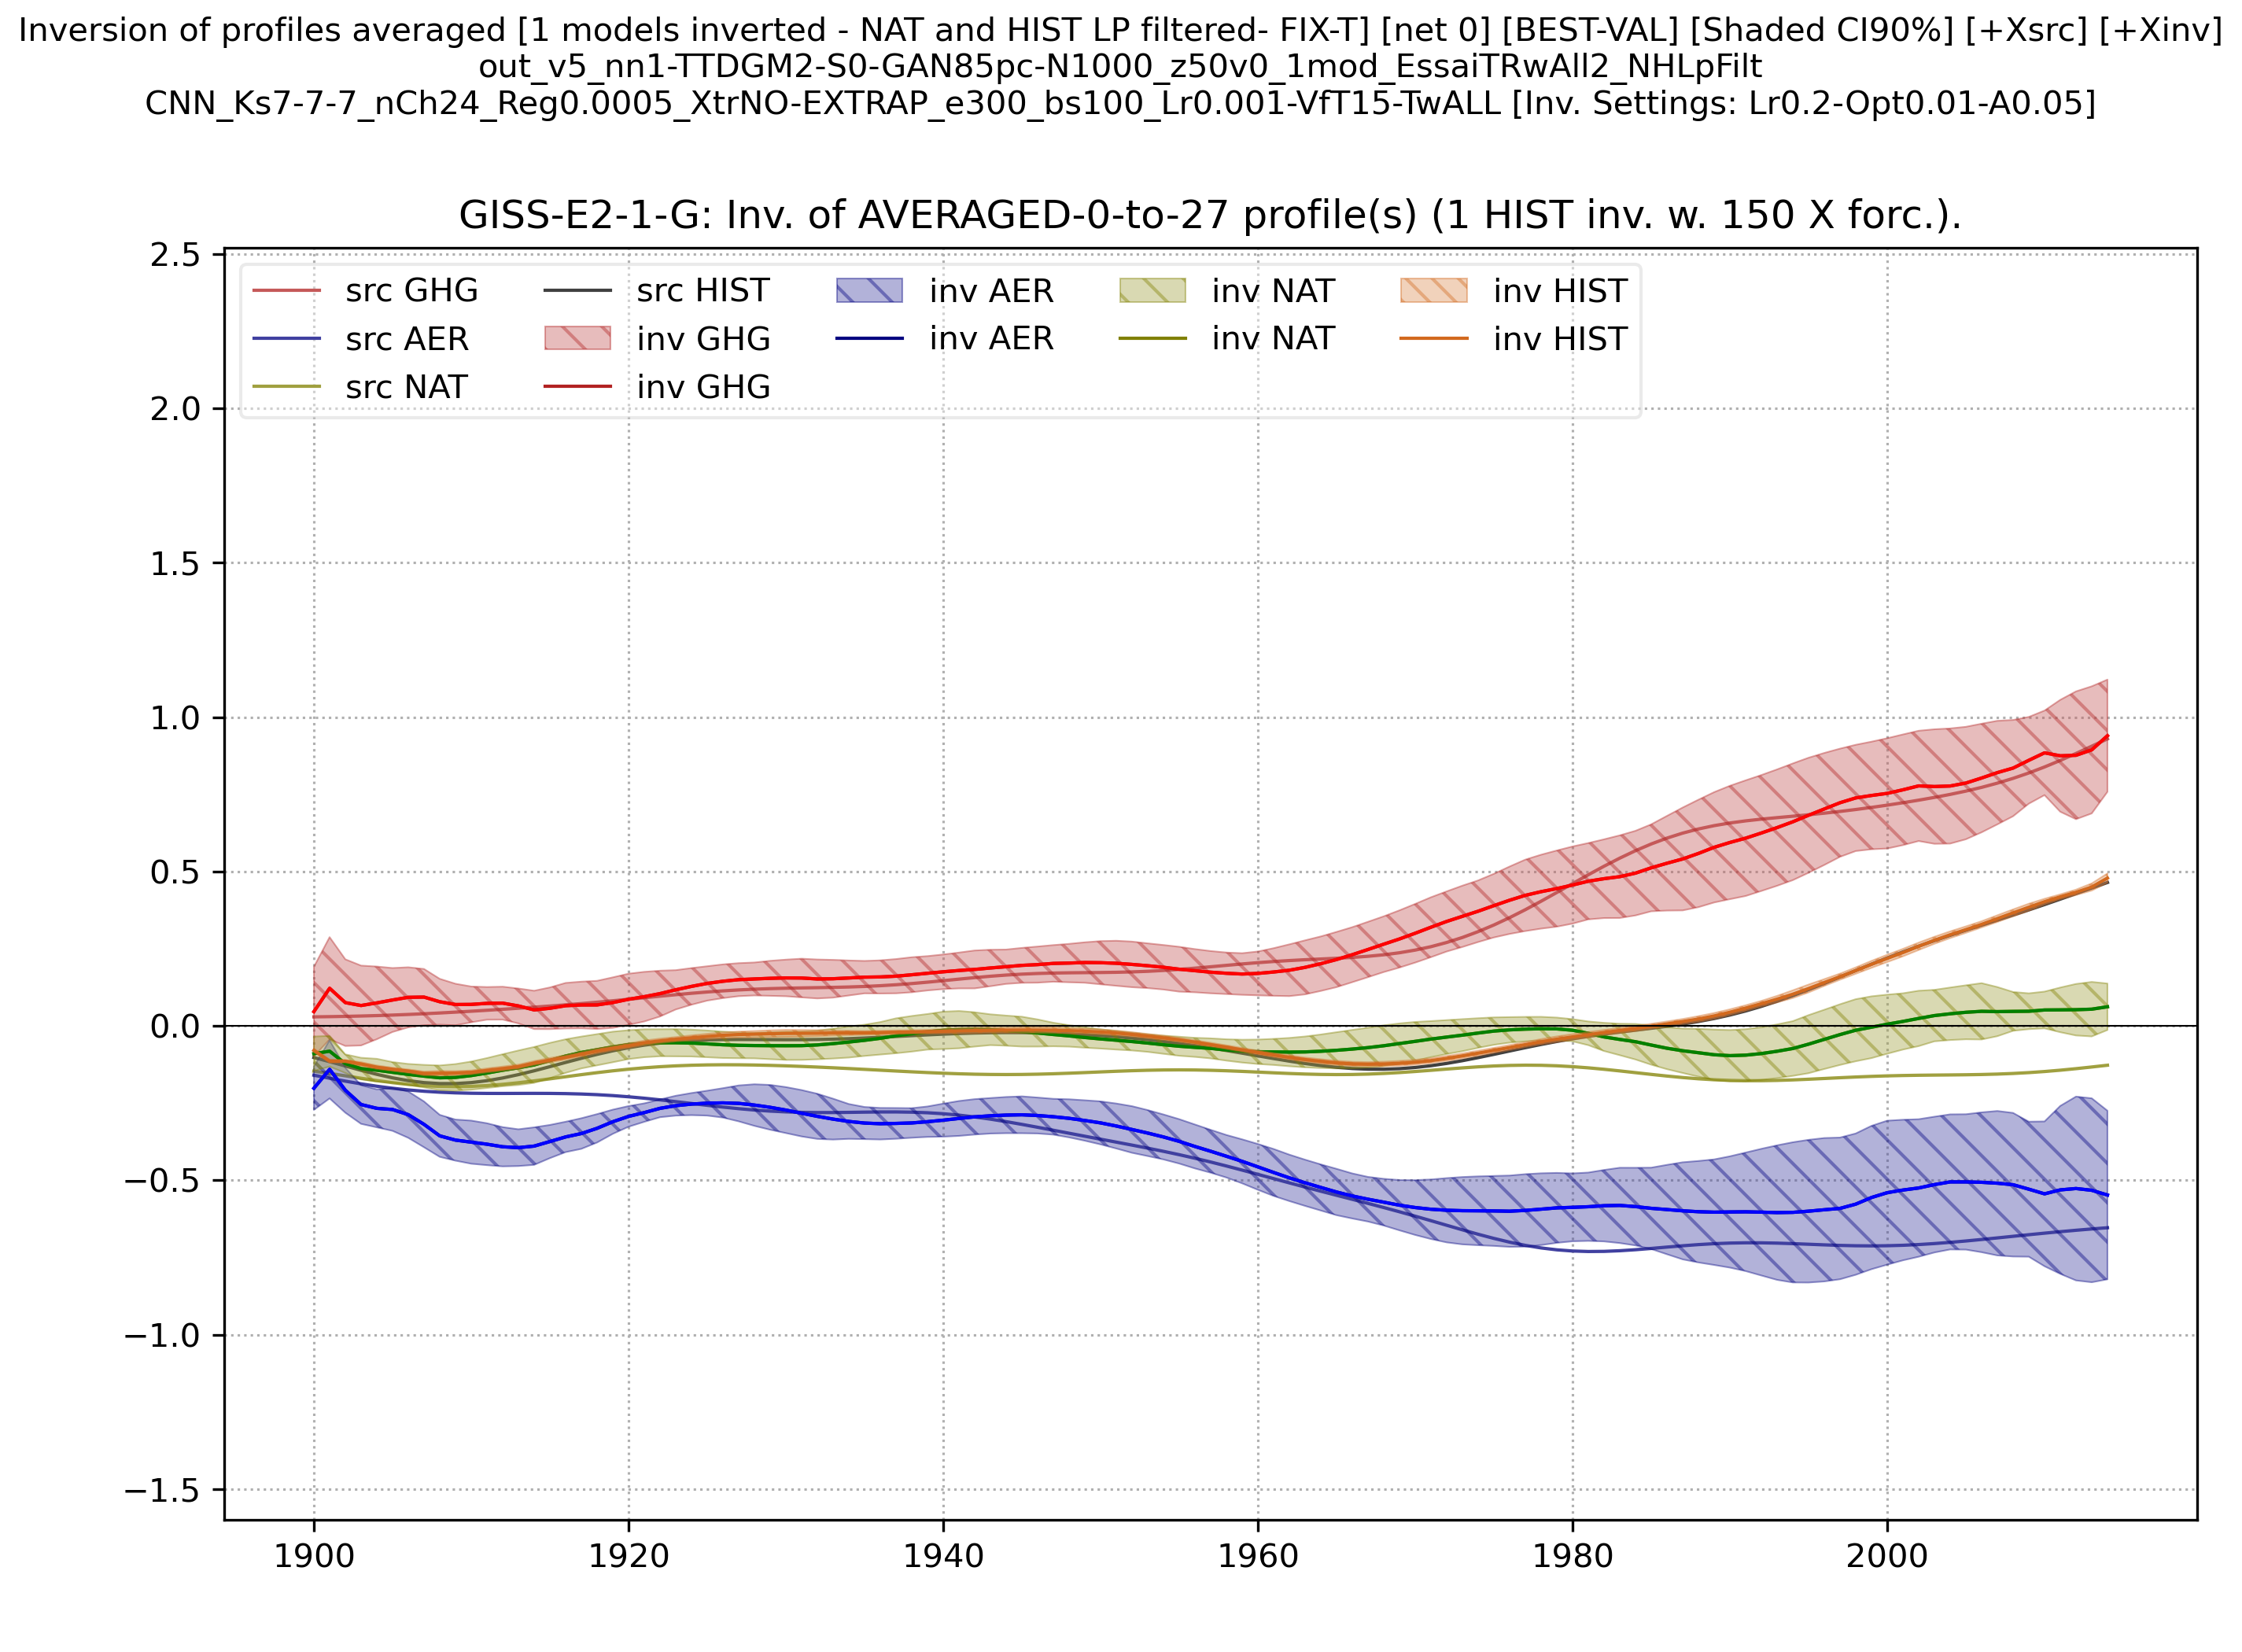 Inversion of profiles averaged [1 models inverted - NAT and HIST LP filtered- FIX-T] [net 0] [BEST-VAL] [Shaded CI90%] [+Xsrc] [+Xinv]
out_v5_nn1-TTDGM2-S0-GAN85pc-N1000_z50v0_1mod_EssaiTRwAll2_NHLpFilt
CNN_Ks7-7-7_nCh24_Reg0.0005_XtrNO-EXTRAP_e300_bs100_Lr0.001-VfT15-TwALL [Inv. Settings: Lr0.2-Opt0.01-A0.05]
GISS-E2-1-G: Inv. of AVERAGED-0-to-27 profile(s) (1 HIST inv. w. 150 X forc.).
src GHG
src AER
src NAT
src HIST
inv GHG
inv GHG
inv AER
inv AER
inv NAT
inv NAT
inv HIST
inv HIST
2.5
2.0
1.5
1.0
0.5
0.0
−0.5
−1.0
−1.5
1900 1920 1940 1960 1980 2000